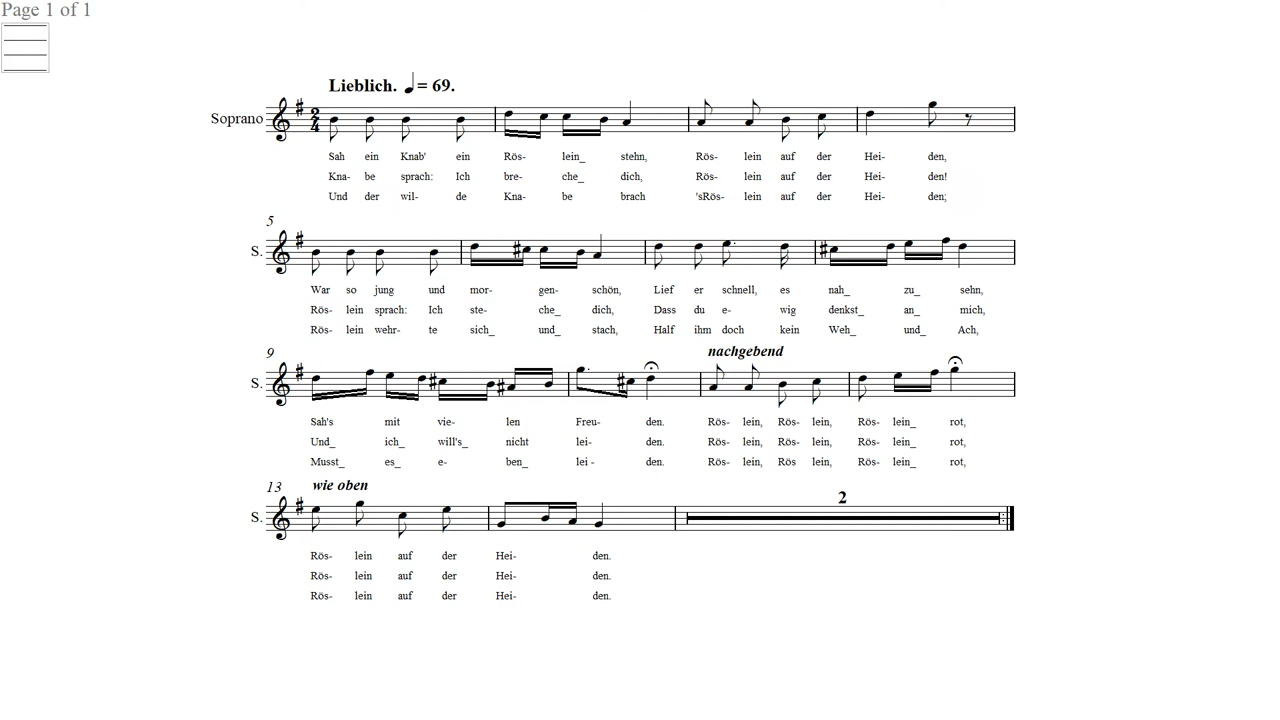 Page 1 of 1
Lieblich. ♩= 69.
Soprano
Sah ein Knab' ein Rös- lein_ stehn, Rös- lein auf der Hei- den,
Kna- be sprach: Ich bre- che_ dich, Rös- lein auf der Hei- den!
Und der wil- de Kna- be brach 'sRös- lein auf der Hei- den;
5
S.
War so jung und mor- gen- schön, Lief er schnell, es nah_ zu_ sehn,
Rös- lein sprach: Ich ste- che_ dich, Dass du e- wig denkst_ an_ mich,
Rös- lein wehr- te sich_ und_ stach, Half ihm doch kein Weh_ und_ Ach,
nachgebend
9
S.
Sah's mit vie- len Freu- den. Rös- lein, Rös- lein, Rös- lein_ rot,
Und_ ich_ will's_ nicht lei- den. Rös- lein, Rös- lein, Rös- lein_ rot,
Musst_ es_ e- ben_ lei - den. Rös- lein, Rös lein, Rös- lein_ rot,
13 wie oben
2
S.
Rös- lein auf der Hei- den.
Rös- lein auf der Hei- den.
Rös- lein auf der Hei- den.